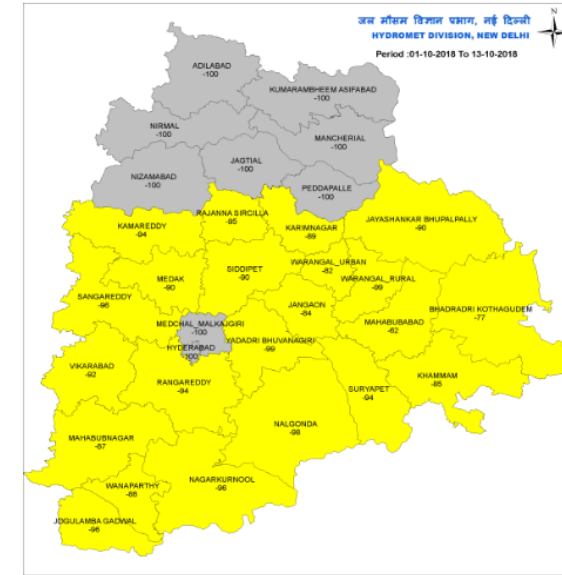 जल मौसम विज्ञान प्रभाग, नई दिल्ली
HYDROMET DIVISION, NEW DELHI
N
Period :01-10-2018 To 13-10-2018
ADILABAD
-100
KUMARAMBHEEM ASIFABAD
-100
NIRMAL
-100
MANCHERIAL
-100
JAGTIAL
-100
NIZAMABAD
-100
PEDDAPALLE
-100
RAJANNA SIRCILLA
-95
KAMAREDDY
-94
KARIMNAGAR
-89
JAYASHANKAR BHUPALPALLY
-90
WARANGAL_URBAN
-82
SIDDIPET
-90
MEDAK
-90
WARANGAL_RURAL
-99
SANGAREDDY
-96
JANGAON
-84
BHADRADRI KOTHAGUDEM
-77
MEDCHAL_MALKAJGIRI
-100
MAHABUBABAD
-62
YADADRI BHUVANAGIRI
-99
HYDERABAD
-100
VIKARABAD
-92
KHAMMAM
-85
RANGAREDDY
-94
SURYAPET
-94
NALGONDA
-98
MAHABUBNAGAR
-87
NAGARKURNOOL
-96
WANAPARTHY
JOGULAMBA GADWAL
-96